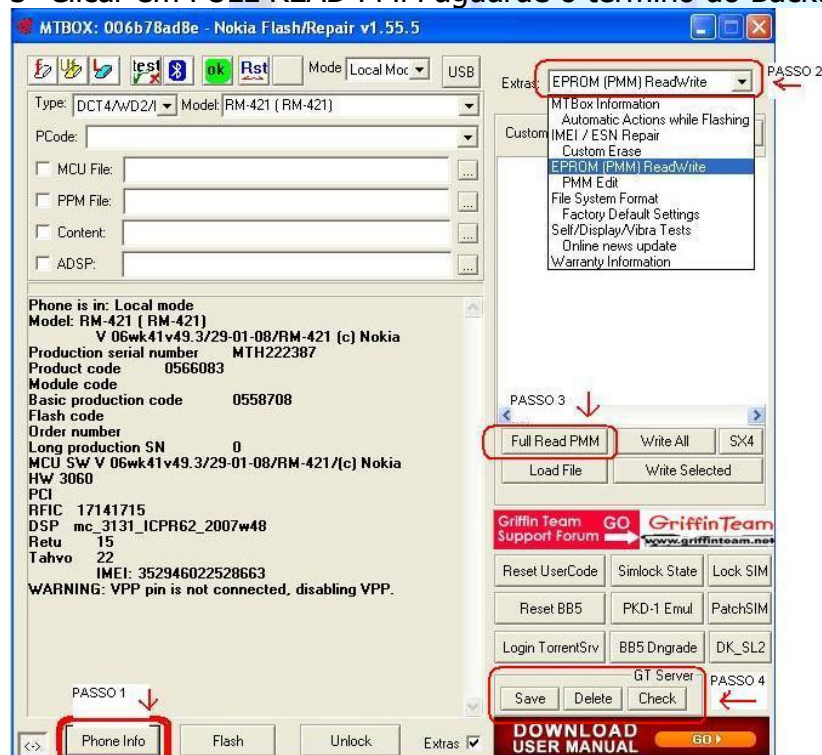 MTBOX: 006b78ad8e - Nokia Flash/Repair v1.55.5
test ok Rst Mode Local Moc USB
Type: DCT4/WD2/I Model: RM-421 ( RM-421)
PCode:
MCU File: ...
PPM File: ...
Content: ...
ADSP: ...
Phone is in: Local mode
Model: RM-421 ( RM-421)
V 06wk41v49.3/29-01-08/RM-421 (c) Nokia
Production serial number MTH222387
Product code 0566083
Module code
Basic production code 0558708
Flash code
Order number
Long production SN 0
MCU SW V 06wk41v49.3/29-01-08/RM-421/(c) Nokia
HW 3060
PCI
RFIC 17141715
DSP mc_3131_ICPR62_2007w48
Retu 15
Tahvo 22
IMEI: 352946022528663
WARNING: VPP pin is not connected, disabling VPP.
PASSO 1
<-> Phone Info Flash Unlock Extras
Extras EPROM (PMM) ReadWrite PASSO 2
Custom
MTBox Information
Automatic Actions while Flashing
IMEI / ESN Repair
Custom Erase
EPROM (PMM) ReadWrite
PMM Edit
File System Format
Factory Default Settings
Self/Display/Vibra Tests
Online news update
Warranty Information
PASSO 3
Full Read PMM Write All SX4
Load File Write Selec
Griffin Team GO GriffinTeam
Support Forum www.griffinteam.net
Reset UserCode Simlock State Lock SIM
Reset BB5 PKD-1 Emul PatchSIM
Login TorrentSrv BB5 Dngrade DK_SL2
GT Server PASSO 4
Save Delete Check
DOWNLOAD GO
USER MANUAL